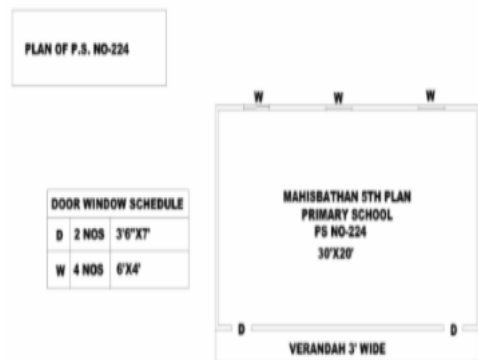 PLAN OF P.S. NO-224
W W W
DOOR WINDOW SCHEDULE
D 2 NOS 3'6"X7'
W 4 NOS 6'X4'
MAHISBATHAN 5TH PLAN
PRIMARY SCHOOL
PS NO-224
30'X20'
D D
VERANDAH 3' WIDE